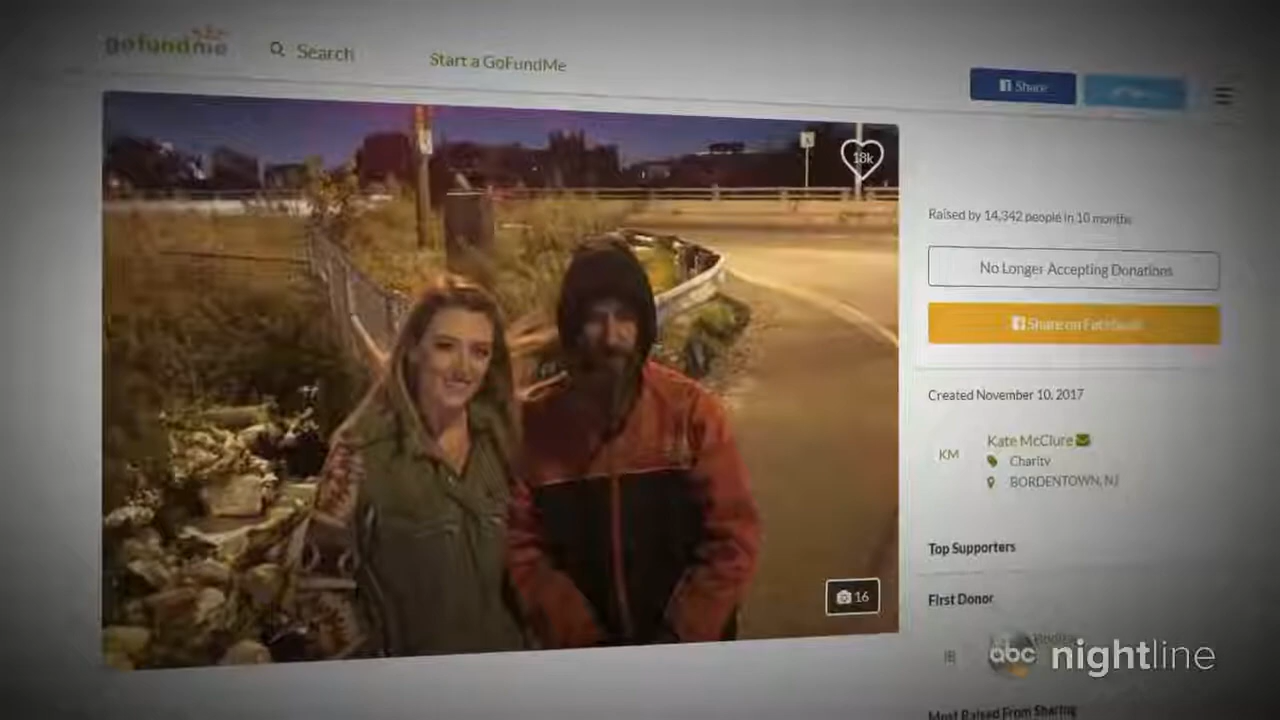 gofundme
Search
Start a GoFundMe
Share
18k
Raised by 14,342 people in 10 months
No Longer Accepting Donations
Share on Facebook
Created November 10, 2017
KM
Kate McClure
Charity
BORDENTOWN, NJ
16
Top Supporters
First Donor
abc nightline
Most Raised From Sharing